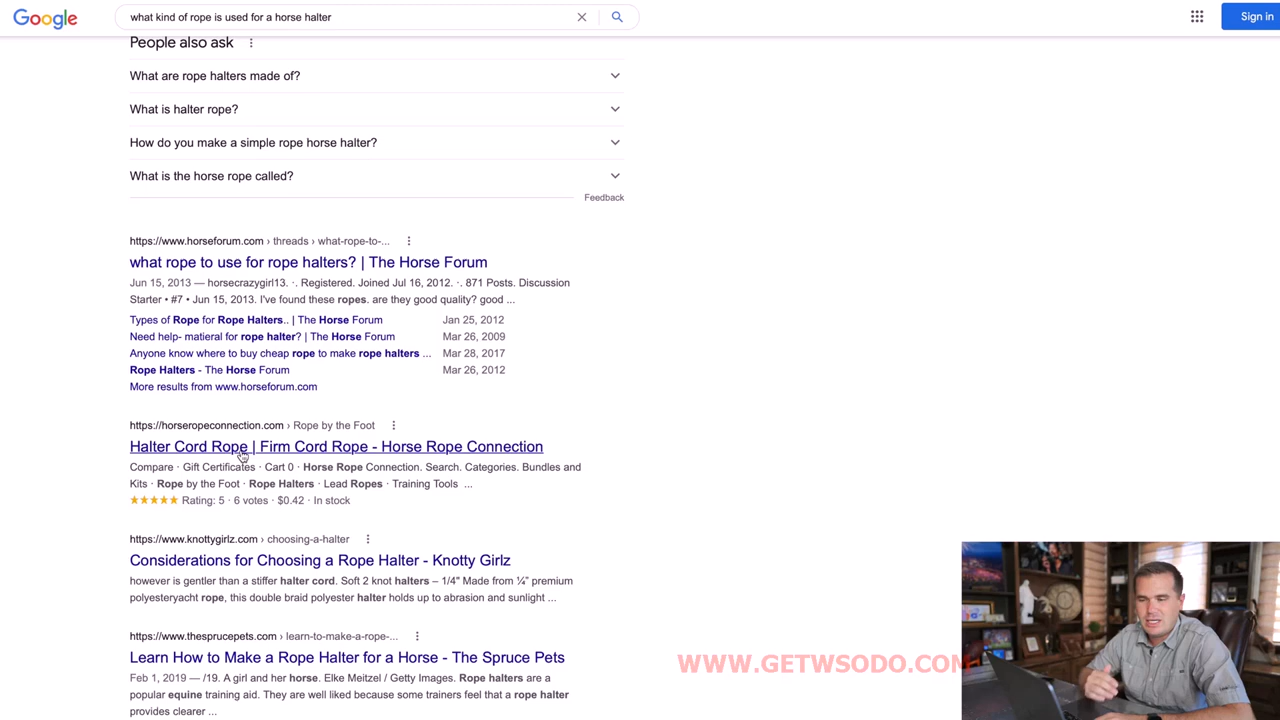 Google
what kind of rope is used for a horse halter
Sign in
People also ask
What are rope halters made of?
What is halter rope?
How do you make a simple rope horse halter?
What is the horse rope called?
Feedback
https://www.horseforum.com › threads › what-rope-to-...
what rope to use for rope halters? | The Horse Forum
Jun 15, 2013 — horsecrazygirl13. ·. Registered. Joined Jul 16, 2012. ·. 871 Posts. Discussion
Starter • #7 • Jun 15, 2013. I've found these ropes. are they good quality? good ...
Types of Rope for Rope Halters.. | The Horse Forum Jan 25, 2012
Need help- matieral for rope halter? | The Horse Forum Mar 26, 2009
Anyone know where to buy cheap rope to make rope halters ... Mar 28, 2017
Rope Halters - The Horse Forum Mar 26, 2012
More results from www.horseforum.com
https://horseropeconnection.com › Rope by the Foot
Halter Cord Rope | Firm Cord Rope - Horse Rope Connection
Compare · Gift Certificates · Cart 0 · Horse Rope Connection. Search. Categories. Bundles and
Kits · Rope by the Foot · Rope Halters · Lead Ropes · Training Tools ...
Rating: 5 · 6 votes · $0.42 · In stock
https://www.knottygirlz.com › choosing-a-halter
Considerations for Choosing a Rope Halter - Knotty Girlz
however is gentler than a stiffer halter cord. Soft 2 knot halters – 1/4" Made from ¼" premium
polyesteryacht rope, this double braid polyester halter holds up to abrasion and sunlight ...
https://www.thesprucepets.com › learn-to-make-a-rope-...
Learn How to Make a Rope Halter for a Horse - The Spruce Pets
Feb 1, 2019 — /19. A girl and her horse. Elke Meitzel / Getty Images. Rope halters are a
popular equine training aid. They are well liked because some trainers feel that a rope halter
provides clearer ...
WWW.GETWSODO.COM